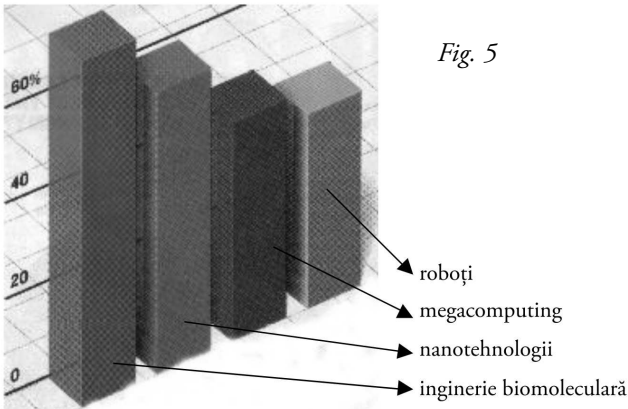 Fig. 5
60%
40
20
0
roboți
megacomputing
nanotehnologii
inginerie biomoleculară